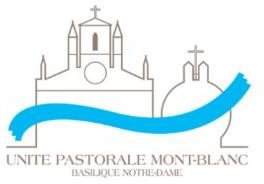 UNITE PASTORALE MONT-BLANC
BASILIQUE NOTRE-DAME